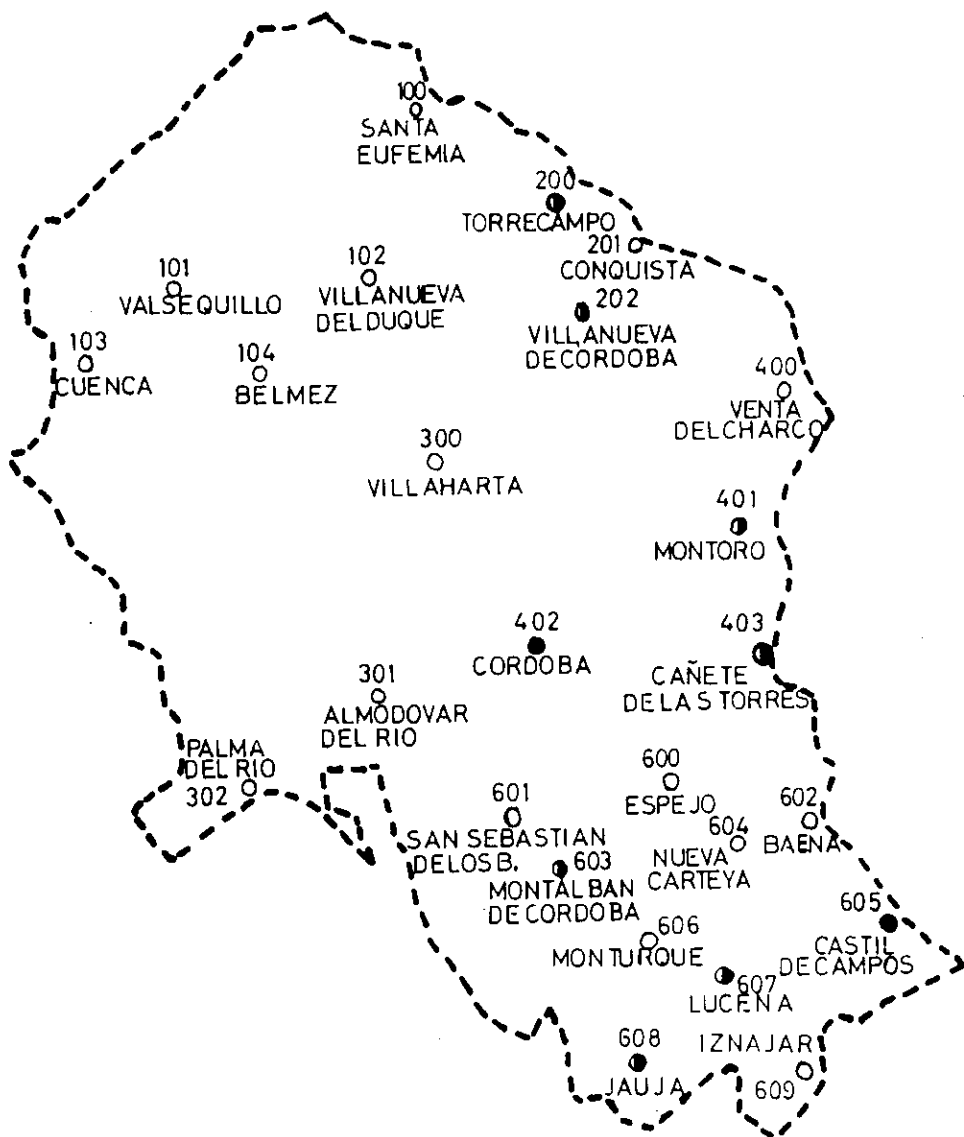 100
SANTA
EUFEMIA
200
TORRECAMPO
201
CONQUISTA
101
VALSEQUILLO
102
VILLANUEVA
DEL DUQUE
202
VILLANUEVA
DE CORDOBA
103
CUENCA
104
BELMEZ
400
VENTA
DEL CHARCO
300
VILLAHARTA
401
MONTORO
402
CORDOBA
403
CAÑETE
DE LAS TORRES
301
ALMODOVAR
DEL RIO
PALMA
DEL RIO
302
601
SAN SEBASTIAN
DE LOS B.
600
ESPEJO
602
BAENA
603
MONTALBAN
DE CORDOBA
604
NUEVA
CARTEYA
605
CASTIL
DE CAMPOS
606
MONTURQUE
607
LUCENA
608
JAUJA
IZNAJAR
609